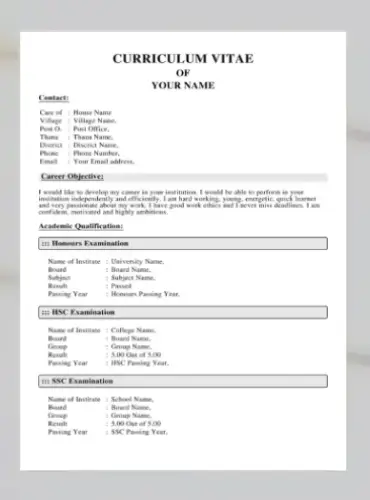 CURRICULUM VITAE
OF
YOUR NAME
Contact:
Care of : House Name
Village : Village Name,
Post O. : Post Office,
Thana : Thana Name,
District : District Name,
Phone : Phone Number,
Email : Your Email address,
Career Objective:
I would like to develop my career in your institution. I would be able to perform in your
institution independently and efficiently. I am hard working, young, energetic, quick learner
and very passionate about my work. I have good work ethics and I never miss deadlines. I am
confident, motivated and highly ambitious.
Academic Qualification:
::: Honours Examination
Name of Institute : University Name,
Board : Board Name,
Subject : Subject Name,
Result : Passed
Passing Year : Honours Passing Year,
::: HSC Examination
Name of Institute : College Name,
Board : Board Name,
Group : Group Name,
Result : 5.00 Out of 5.00
Passing Year : HSC Passing Year,
::: SSC Examination
Name of Institute : School Name,
Board : Board Name,
Group : Group Name,
Result : 5.00 Out of 5.00
Passing Year : SSC Passing Year,